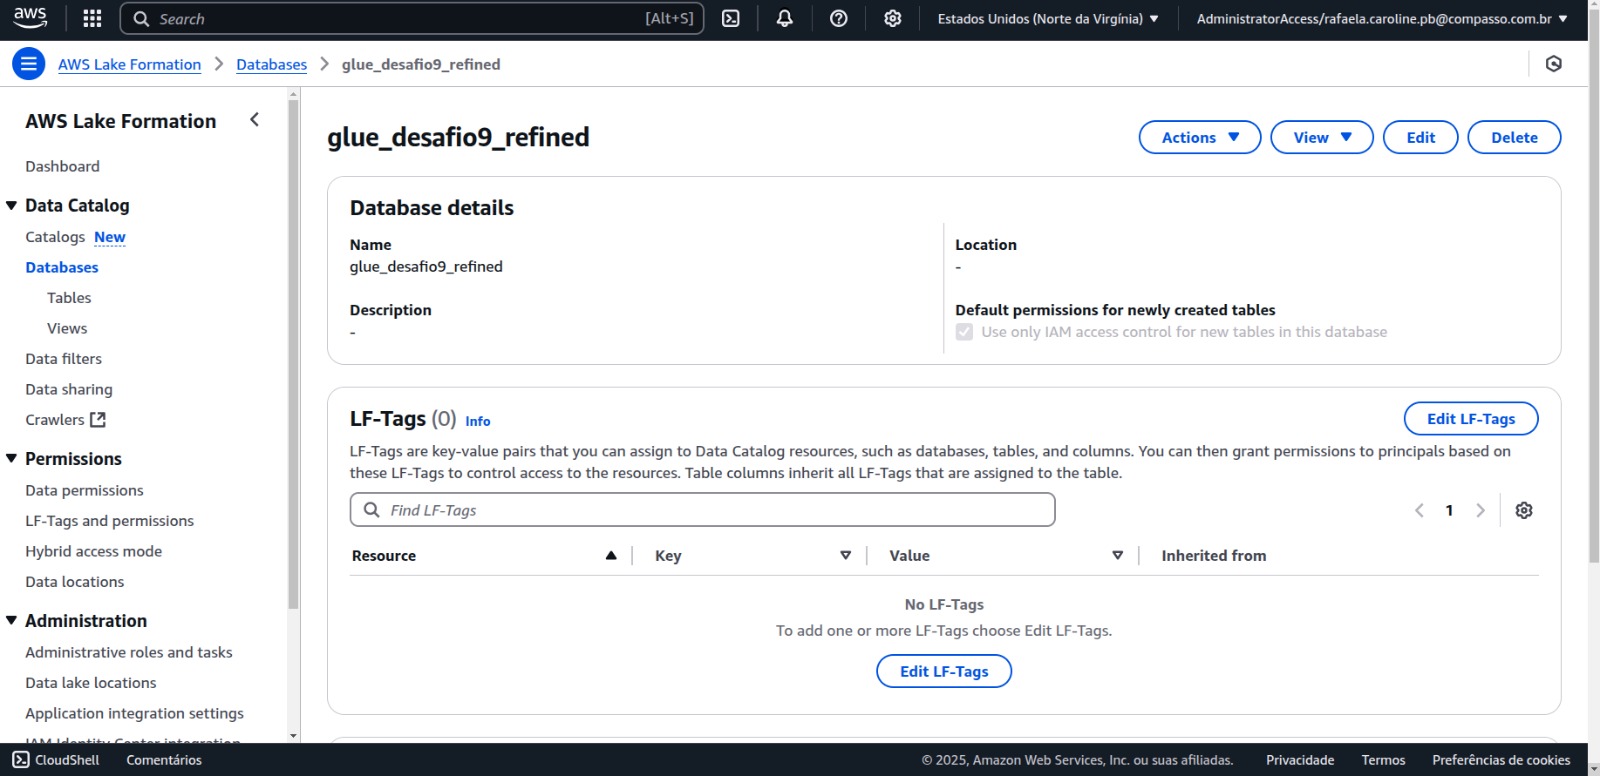 aws
Search [Alt+S]
Estados Unidos (Norte da Virgínia)
AdministratorAccess/rafaela.caroline.pb@compasso.com.br
AWS Lake Formation
Databases
glue_desafio9_refined
AWS Lake Formation
Dashboard
Data Catalog
Catalogs New
Databases
Tables
Views
Data filters
Data sharing
Crawlers
Permissions
Data permissions
LF-Tags and permissions
Hybrid access mode
Data locations
Administration
Administrative roles and tasks
Data lake locations
Application integration settings
IAM Identity Center integration
glue_desafio9_refined
Actions
View
Edit
Delete
Database details
Name
glue_desafio9_refined
Description
-
Location
-
Default permissions for newly created tables
Use only IAM access control for new tables in this database
LF-Tags (0) Info
Edit LF-Tags
LF-Tags are key-value pairs that you can assign to Data Catalog resources, such as databases, tables, and columns. You can then grant permissions to principals based on
these LF-Tags to control access to the resources. Table columns inherit all LF-Tags that are assigned to the table.
Find LF-Tags
1
Resource Key Value Inherited from
No LF-Tags
To add one or more LF-Tags choose Edit LF-Tags.
Edit LF-Tags
CloudShell Comentários © 2025, Amazon Web Services, Inc. ou suas afiliadas. Privacidade Termos Preferências de cookies